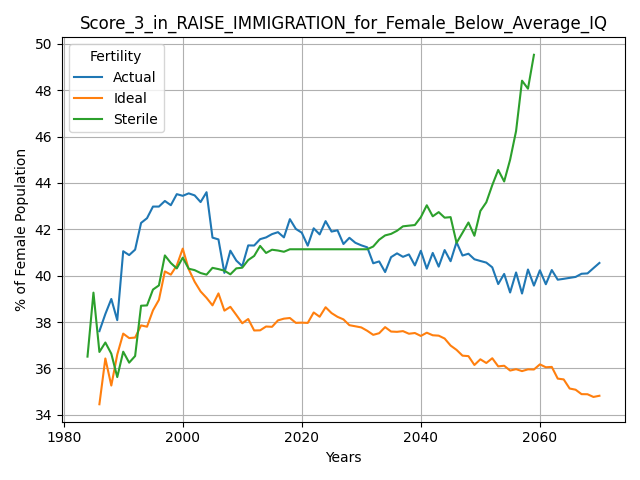 Score_3_in_RAISE_IMMIGRATION_for_Female_Below_Average_IQ
Fertility
Actual
Ideal
Sterile
% of Female Population
50
48
46
44
42
40
38
36
34
1980
2000
2020
2040
2060
Years